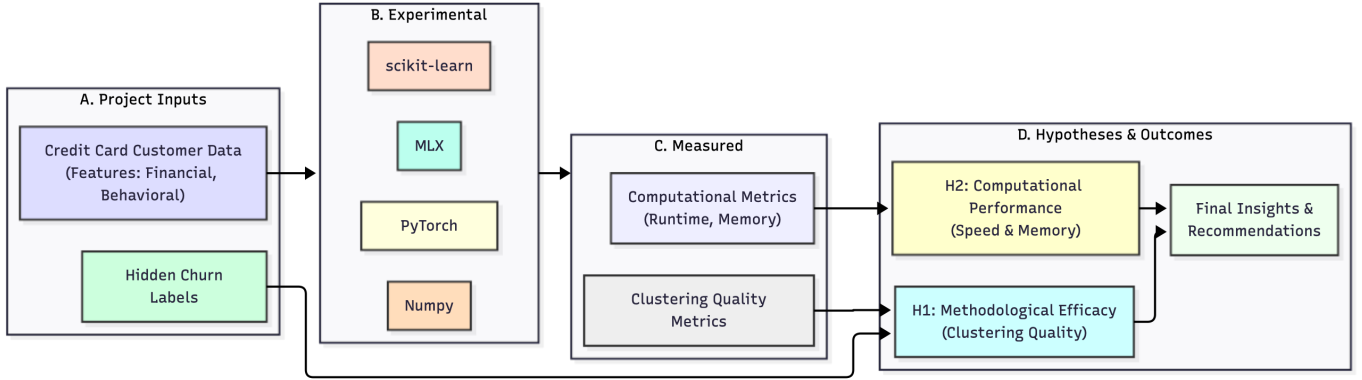 A. Project Inputs
Credit Card Customer Data
(Features: Financial,
Behavioral)
Hidden Churn
Labels
B. Experimental
scikit-learn
MLX
PyTorch
Numpy
C. Measured
Computational Metrics
(Runtime, Memory)
Clustering Quality
Metrics
D. Hypotheses & Outcomes
H2: Computational
Performance
(Speed & Memory)
H1: Methodological Efficacy
(Clustering Quality)
Final Insights &
Recommendations